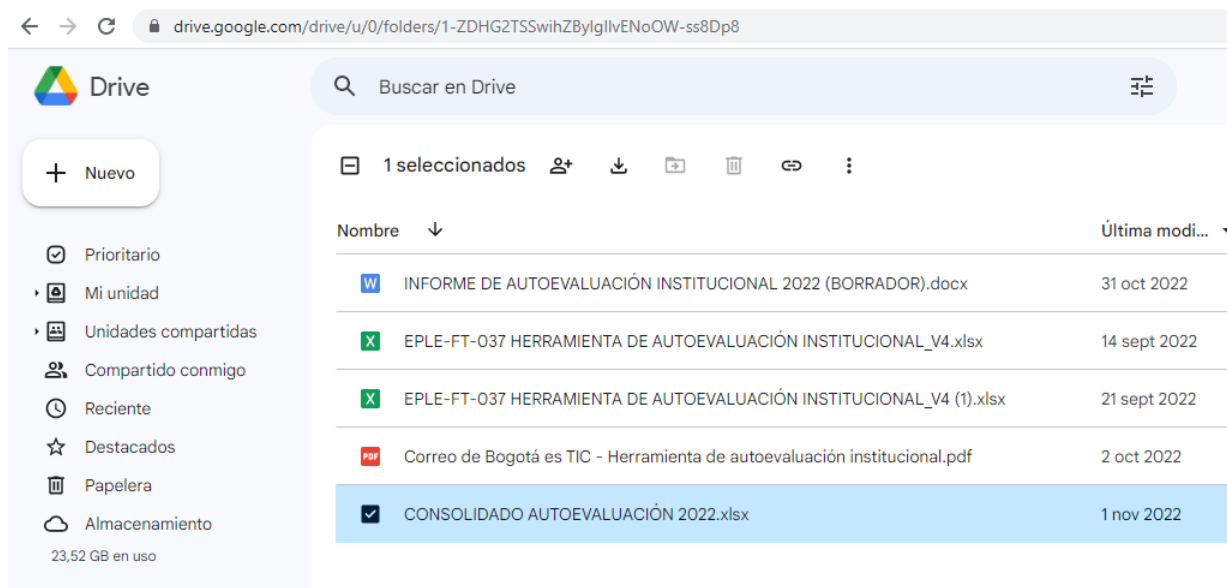 drive.google.com/drive/u/0/folders/1-ZDHG2TSSwihZByIgIlvENoOW-ss8Dp8
Drive
Buscar en Drive
Nuevo
1 seleccionados
Nombre
Última modi...
Prioritario
Mi unidad
Unidades compartidas
Compartido conmigo
Reciente
Destacados
Papelera
Almacenamiento
23,52 GB en uso
W INFORME DE AUTOEVALUACIÓN INSTITUCIONAL 2022 (BORRADOR).docx 31 oct 2022
X EPLE-FT-037 HERRAMIENTA DE AUTOEVALUACIÓN INSTITUCIONAL_V4.xlsx 14 sept 2022
X EPLE-FT-037 HERRAMIENTA DE AUTOEVALUACIÓN INSTITUCIONAL_V4 (1).xlsx 21 sept 2022
PDF Correo de Bogotá es TIC - Herramienta de autoevaluación institucional.pdf 2 oct 2022
CONSOLIDADO AUTOEVALUACIÓN 2022.xlsx 1 nov 2022